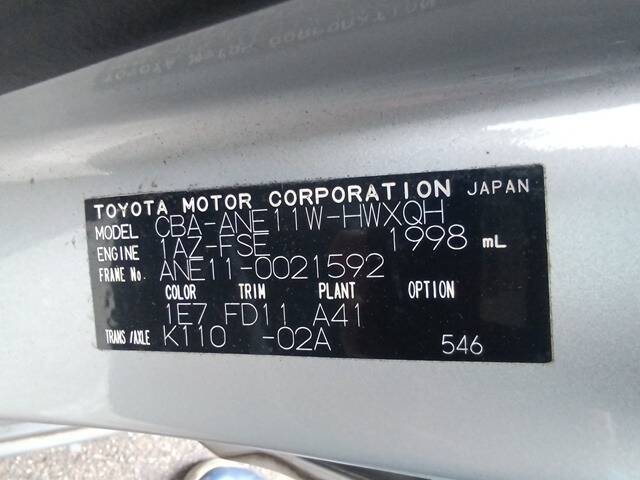 TOYOTA MOTOR CORPORATION JAPAN
MODEL CBA-ANE11W-HWXQH
ENGINE 1AZ-FSE 1998 mL
FRAME No. ANE11-0021592
COLOR TRIM PLANT OPTION
1E7 FD11 A41
TRANS/AXLE K110 -02A 546